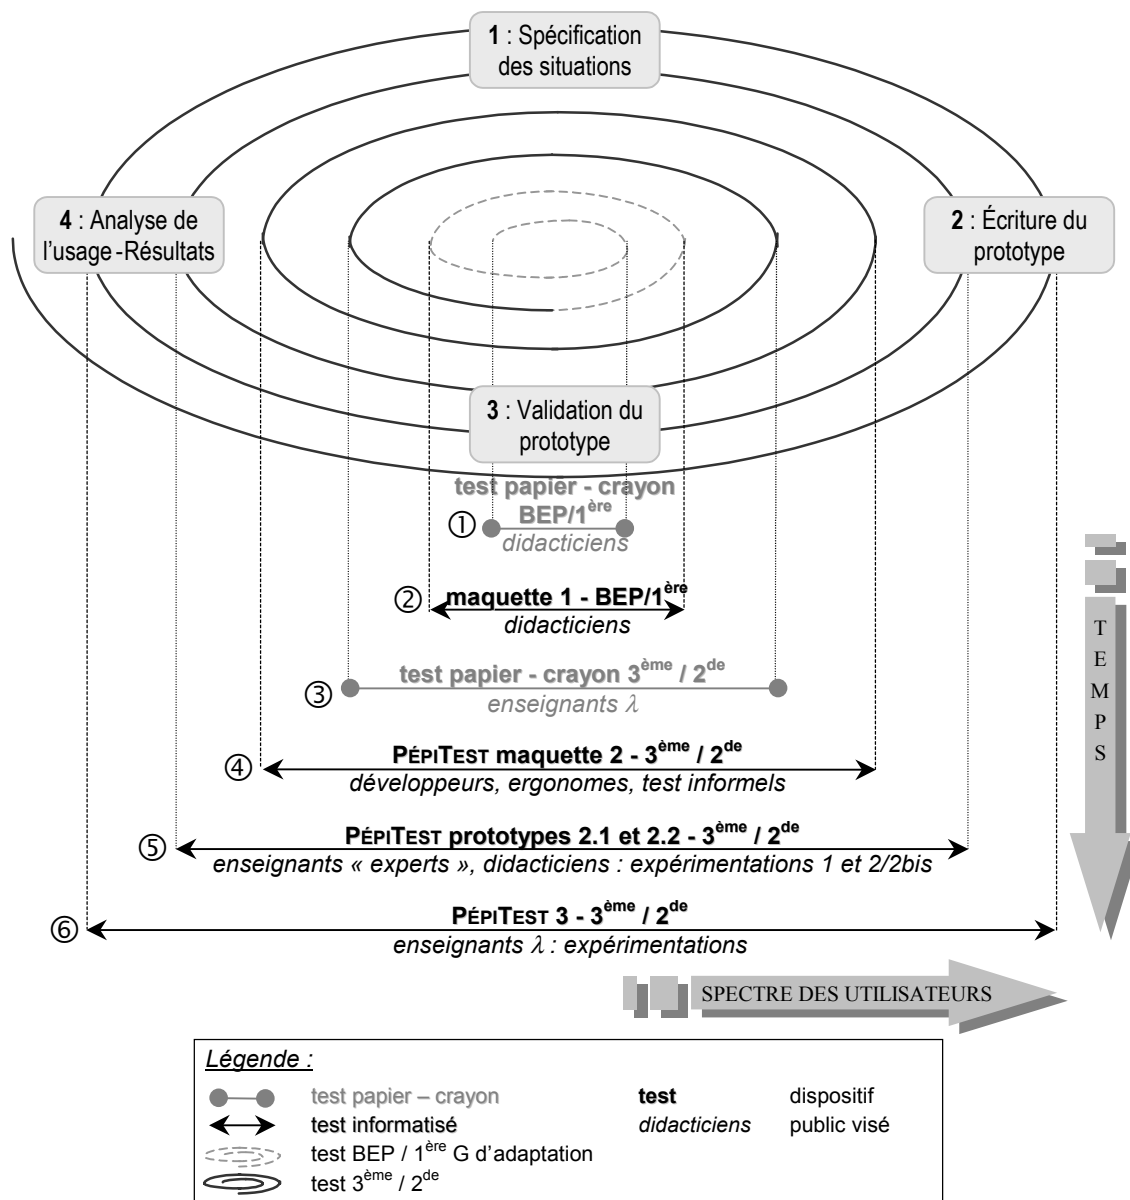 1 : Spécification
des situations
4 : Analyse de
l'usage -Résultats
2 : Écriture du
prototype
3 : Validation du
prototype
test papier - crayon
BEP/1ère
① didacticiens
② maquette 1 - BEP/1ère
didacticiens
test papier - crayon 3ème / 2de
③ enseignants λ
PÉPITEST maquette 2 - 3ème / 2de
④ développeurs, ergonomes, test informels
PÉPITEST prototypes 2.1 et 2.2 - 3ème / 2de
⑤ enseignants « experts », didacticiens : expérimentations 1 et 2/2bis
PÉPITEST 3 - 3ème / 2de
⑥ enseignants λ : expérimentations
TEMPS
SPECTRE DES UTILISATEURS
Légende :
test papier – crayon test dispositif
test informatisé didacticiens public visé
test BEP / 1ère G d'adaptation
test 3ème / 2de